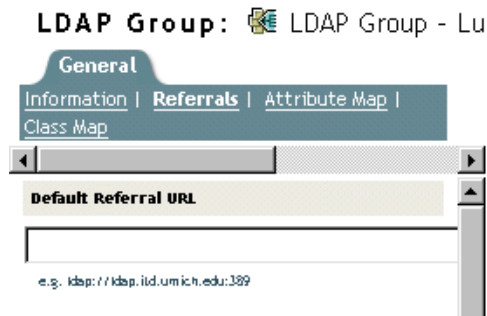 LDAP Group: LDAP Group - Lu
General
Information | Referrals | Attribute Map |
Class Map
Default Referral URL
e.g. ldap://ldap.itd.umich.edu:389